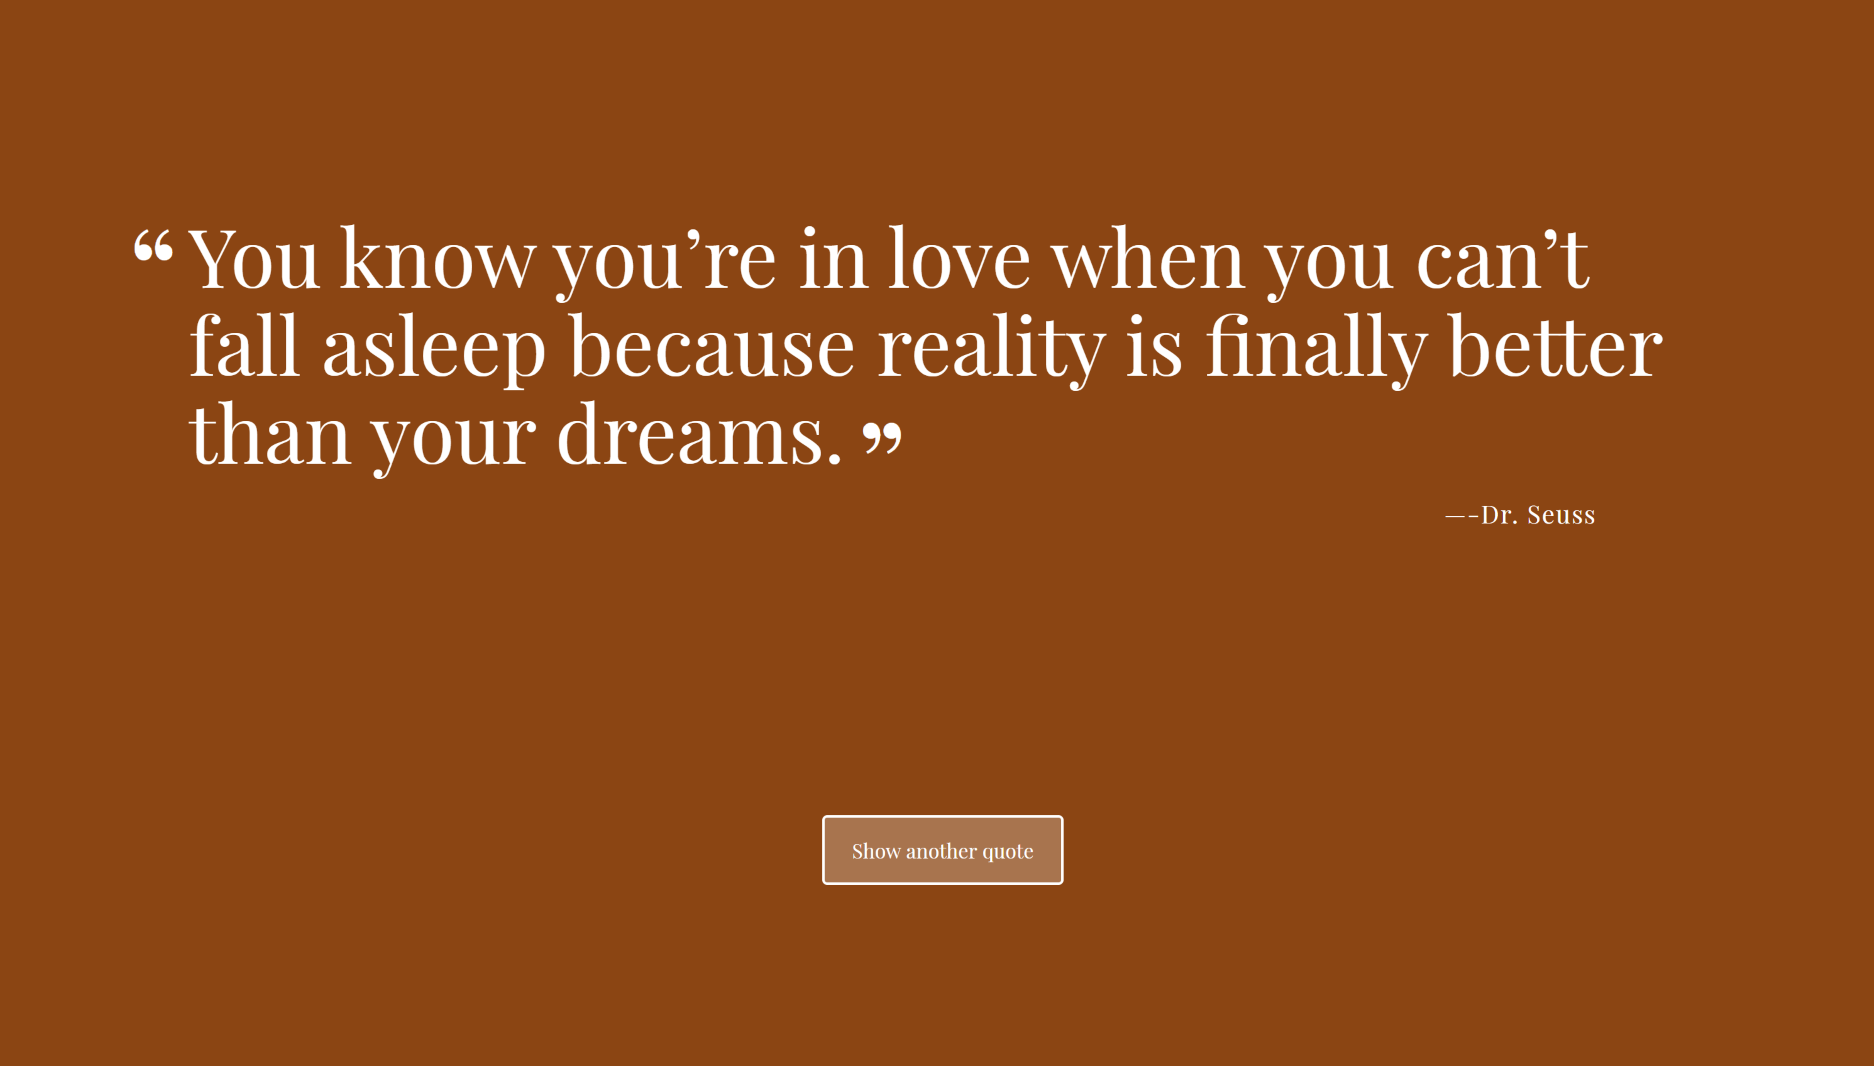 “You know you’re in love when you can’t
fall asleep because reality is finally better
than your dreams.”
—-Dr. Seuss
Show another quote